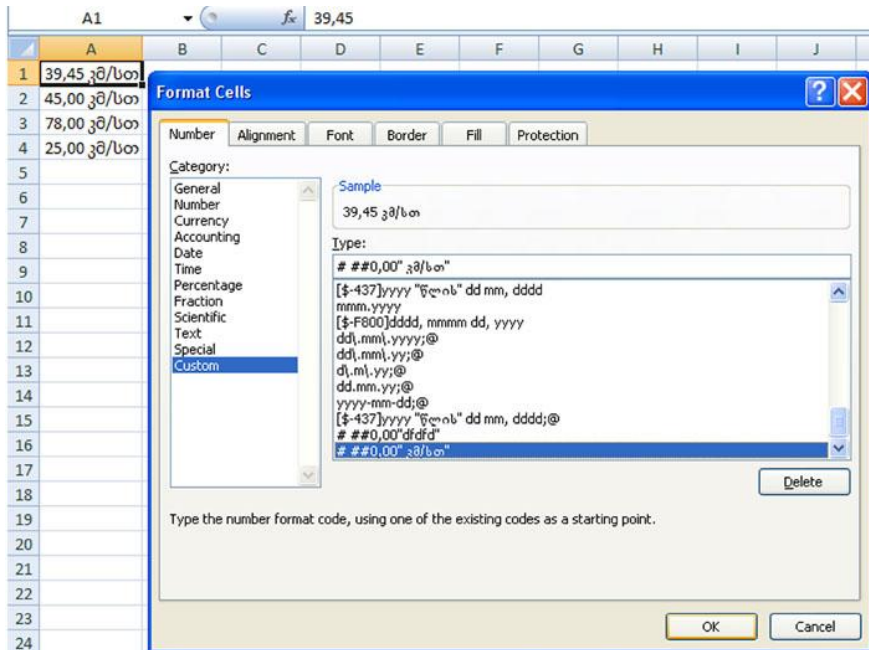 A1 fx 39,45
A B C D E F G H I J
1 39,45 კმ/სთ
2 45,00 კმ/სთ
3 78,00 კმ/სთ
4 25,00 კმ/სთ
5
6
7
8
9
10
11
12
13
14
15
16
17
18
19
20
21
22
23
24
Format Cells
Number Alignment Font Border Fill Protection
Category:
General
Number
Currency
Accounting
Date
Time
Percentage
Fraction
Scientific
Text
Special
Custom
Sample
39,45 კმ/სთ
Type:
# ##0,00" კმ/სთ"
[$-437]yyyy "წლის" dd mm, dddd
mmm.yyyy
[$-F800]dddd, mmmm dd, yyyy
dd\.mm\.yyyy;@
dd\.mm\.yy;@
d\.m\.yy;@
dd.mm.yy;@
yyyy-mm-dd;@
[$-437]yyyy "წლის" dd mm, dddd;@
# ##0,00"dfdfd"
# ##0,00" კმ/სთ"
Delete
Type the number format code, using one of the existing codes as a starting point.
OK Cancel